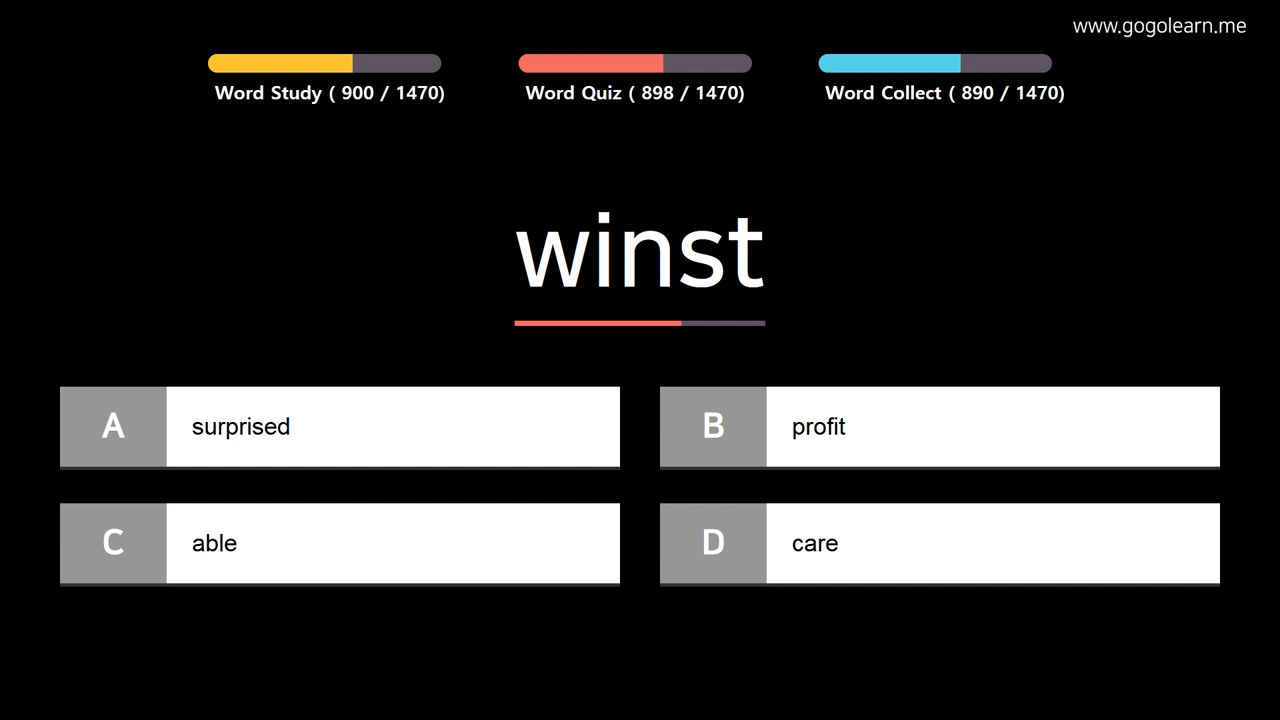 www.gogolearn.me
Word Study ( 900 / 1470)
Word Quiz ( 898 / 1470)
Word Collect ( 890 / 1470)
winst
A surprised
B profit
C able
D care